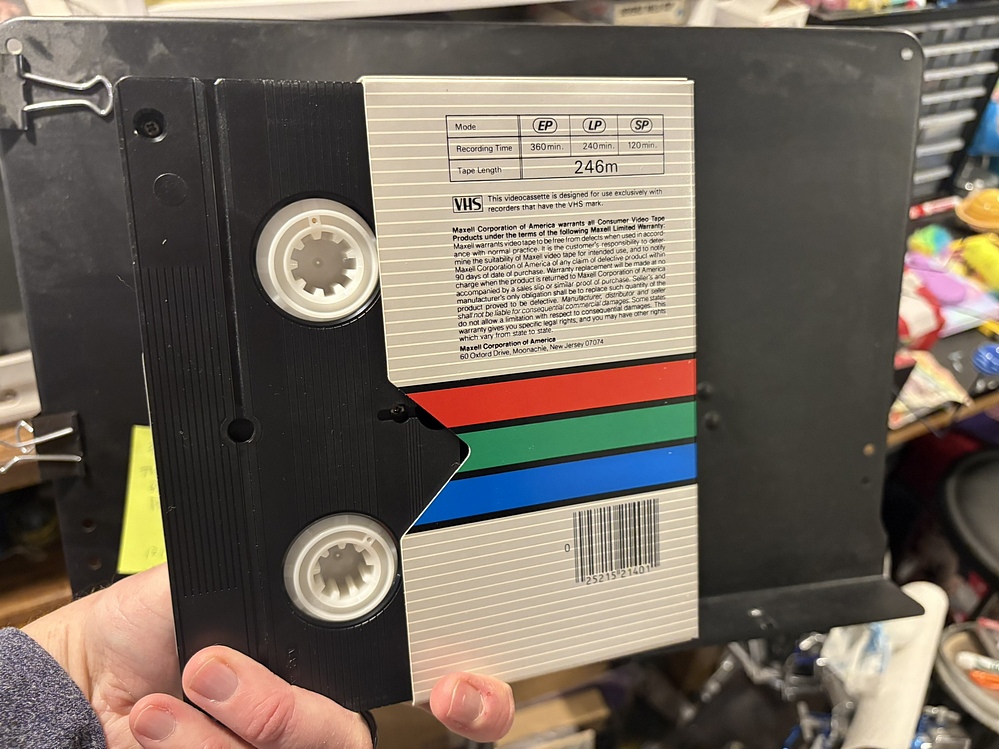 Mode EP LP SP
Recording Time 360min. 240min. 120min.
Tape Length 246m
VHS This videocassette is designed for use exclusively with
recorders that have the VHS mark.
Maxell Corporation of America warrants all Consumer Video Tape
Products under the terms of the following Maxell Limited Warranty:
Maxell warrants video tape to be free from defects when used in accord-
ance with normal practice. It is the customer's responsibility to deter-
mine the suitability of Maxell video tape for intended use, and to notify
Maxell Corporation of America of any claim of defective product within
90 days of date of purchase. Warranty replacement will be made at no
charge when the product is returned to Maxell Corporation of America
accompanied by a sales slip or similar proof of purchase. Seller's and
manufacturer's only obligation shall be to replace such quantity of the
product proved to be defective. Manufacturer, distributor and seller
shall not be liable for consequential commercial damages. Some states
do not allow a limitation with respect to consequential damages. This
warranty gives you specific legal rights, and you may have other rights
which vary from state to state.
Maxell Corporation of America
60 Oxford Drive, Moonachie, New Jersey 07074
0 25215 21401